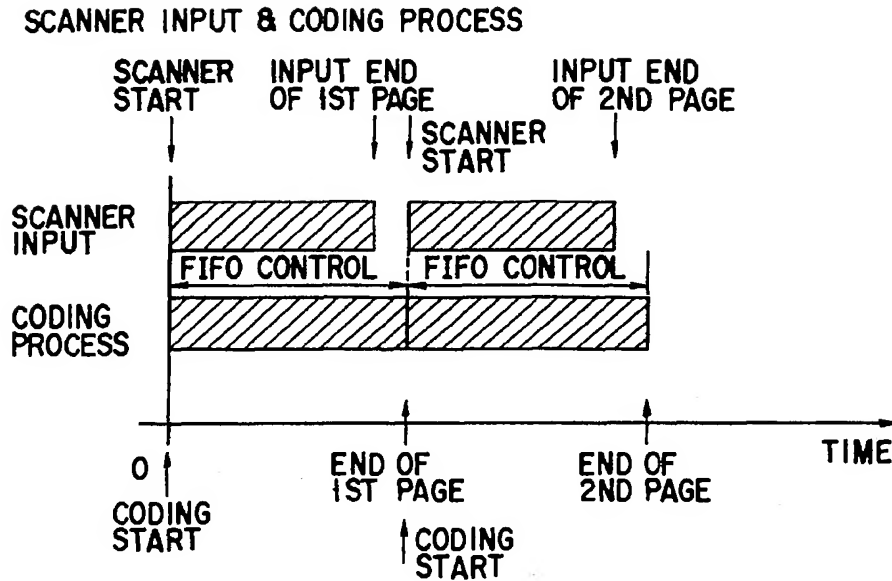 SCANNER INPUT & CODING PROCESS
SCANNER
START
INPUT END
OF 1ST PAGE
SCANNER
START
INPUT END
OF 2ND PAGE
SCANNER
INPUT
FIFO CONTROL
FIFO CONTROL
CODING
PROCESS
TIME
0
CODING
START
END OF
1ST PAGE
CODING
START
END OF
2ND PAGE